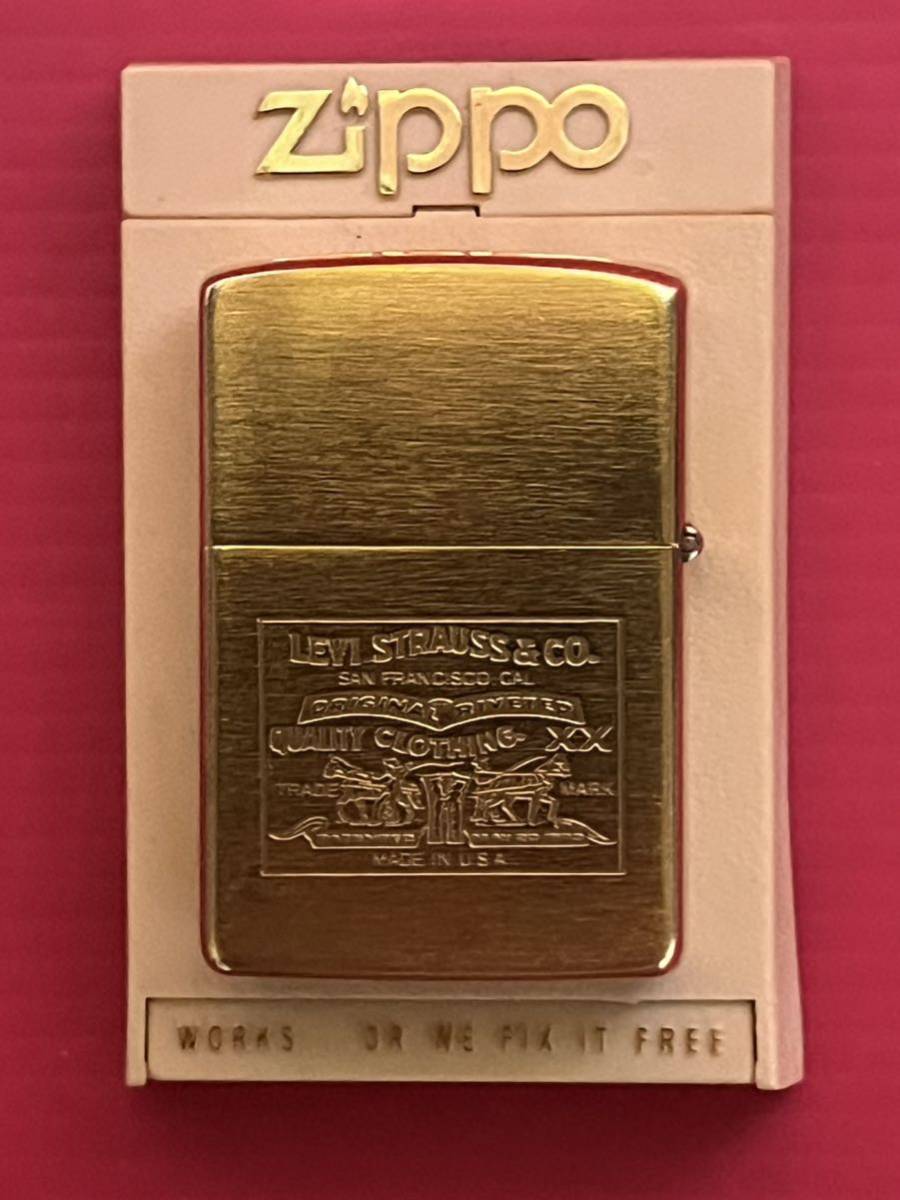 Zippo
LEVI STRAUSS & CO.
SAN FRANCISCO, CAL
ORIGINAL RIVETED
QUALITY CLOTHING XX
TRADE MARK
PATENTED
MADE IN U S A
WORKS OR WE FIX IT FREE